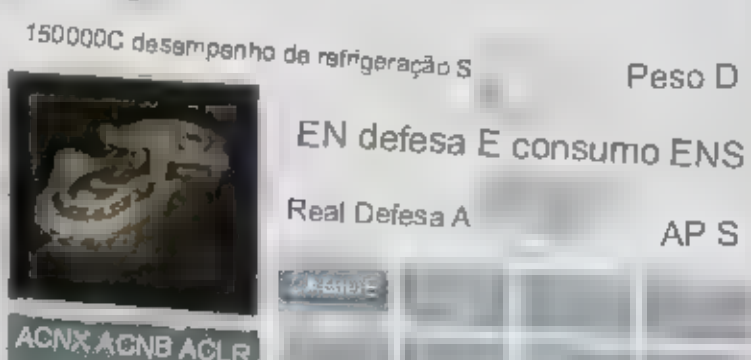 150000C desempenho da refrigeração S
Peso D
EN defesa E consumo ENS
Real Defesa A
AP S
ACNX ACNB ACLR